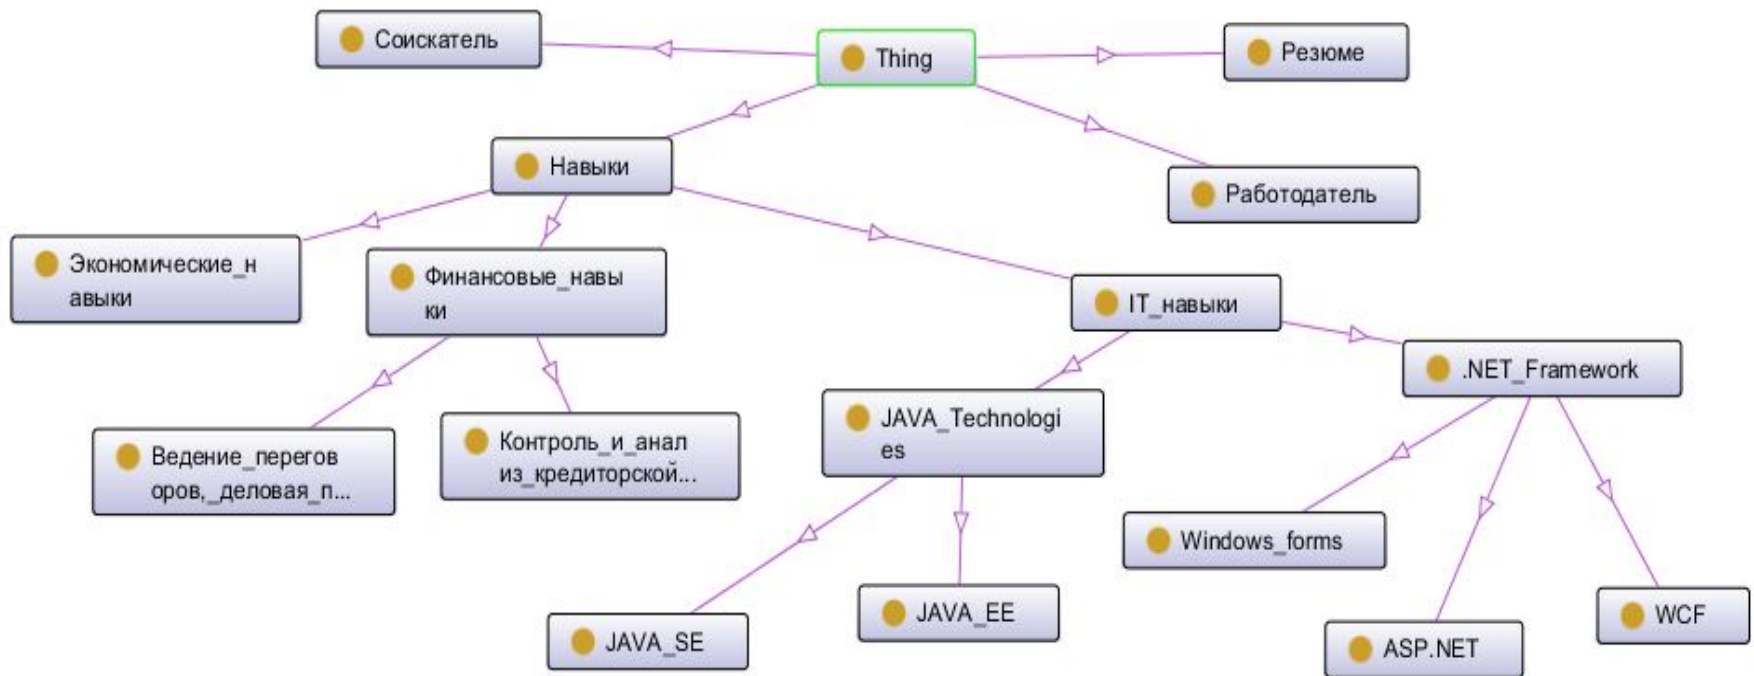 Соискатель
Thing
Резюме
Навыки
Работодатель
Экономические_н
авыки
Финансовые_навы
ки
IT_навыки
.NET_Framework
JAVA_Technologi
es
Ведение_перегов
оров,_деловая_п...
Контроль_и_анал
из_кредиторской...
Windows_forms
JAVA_SE
JAVA_EE
ASP.NET
WCF